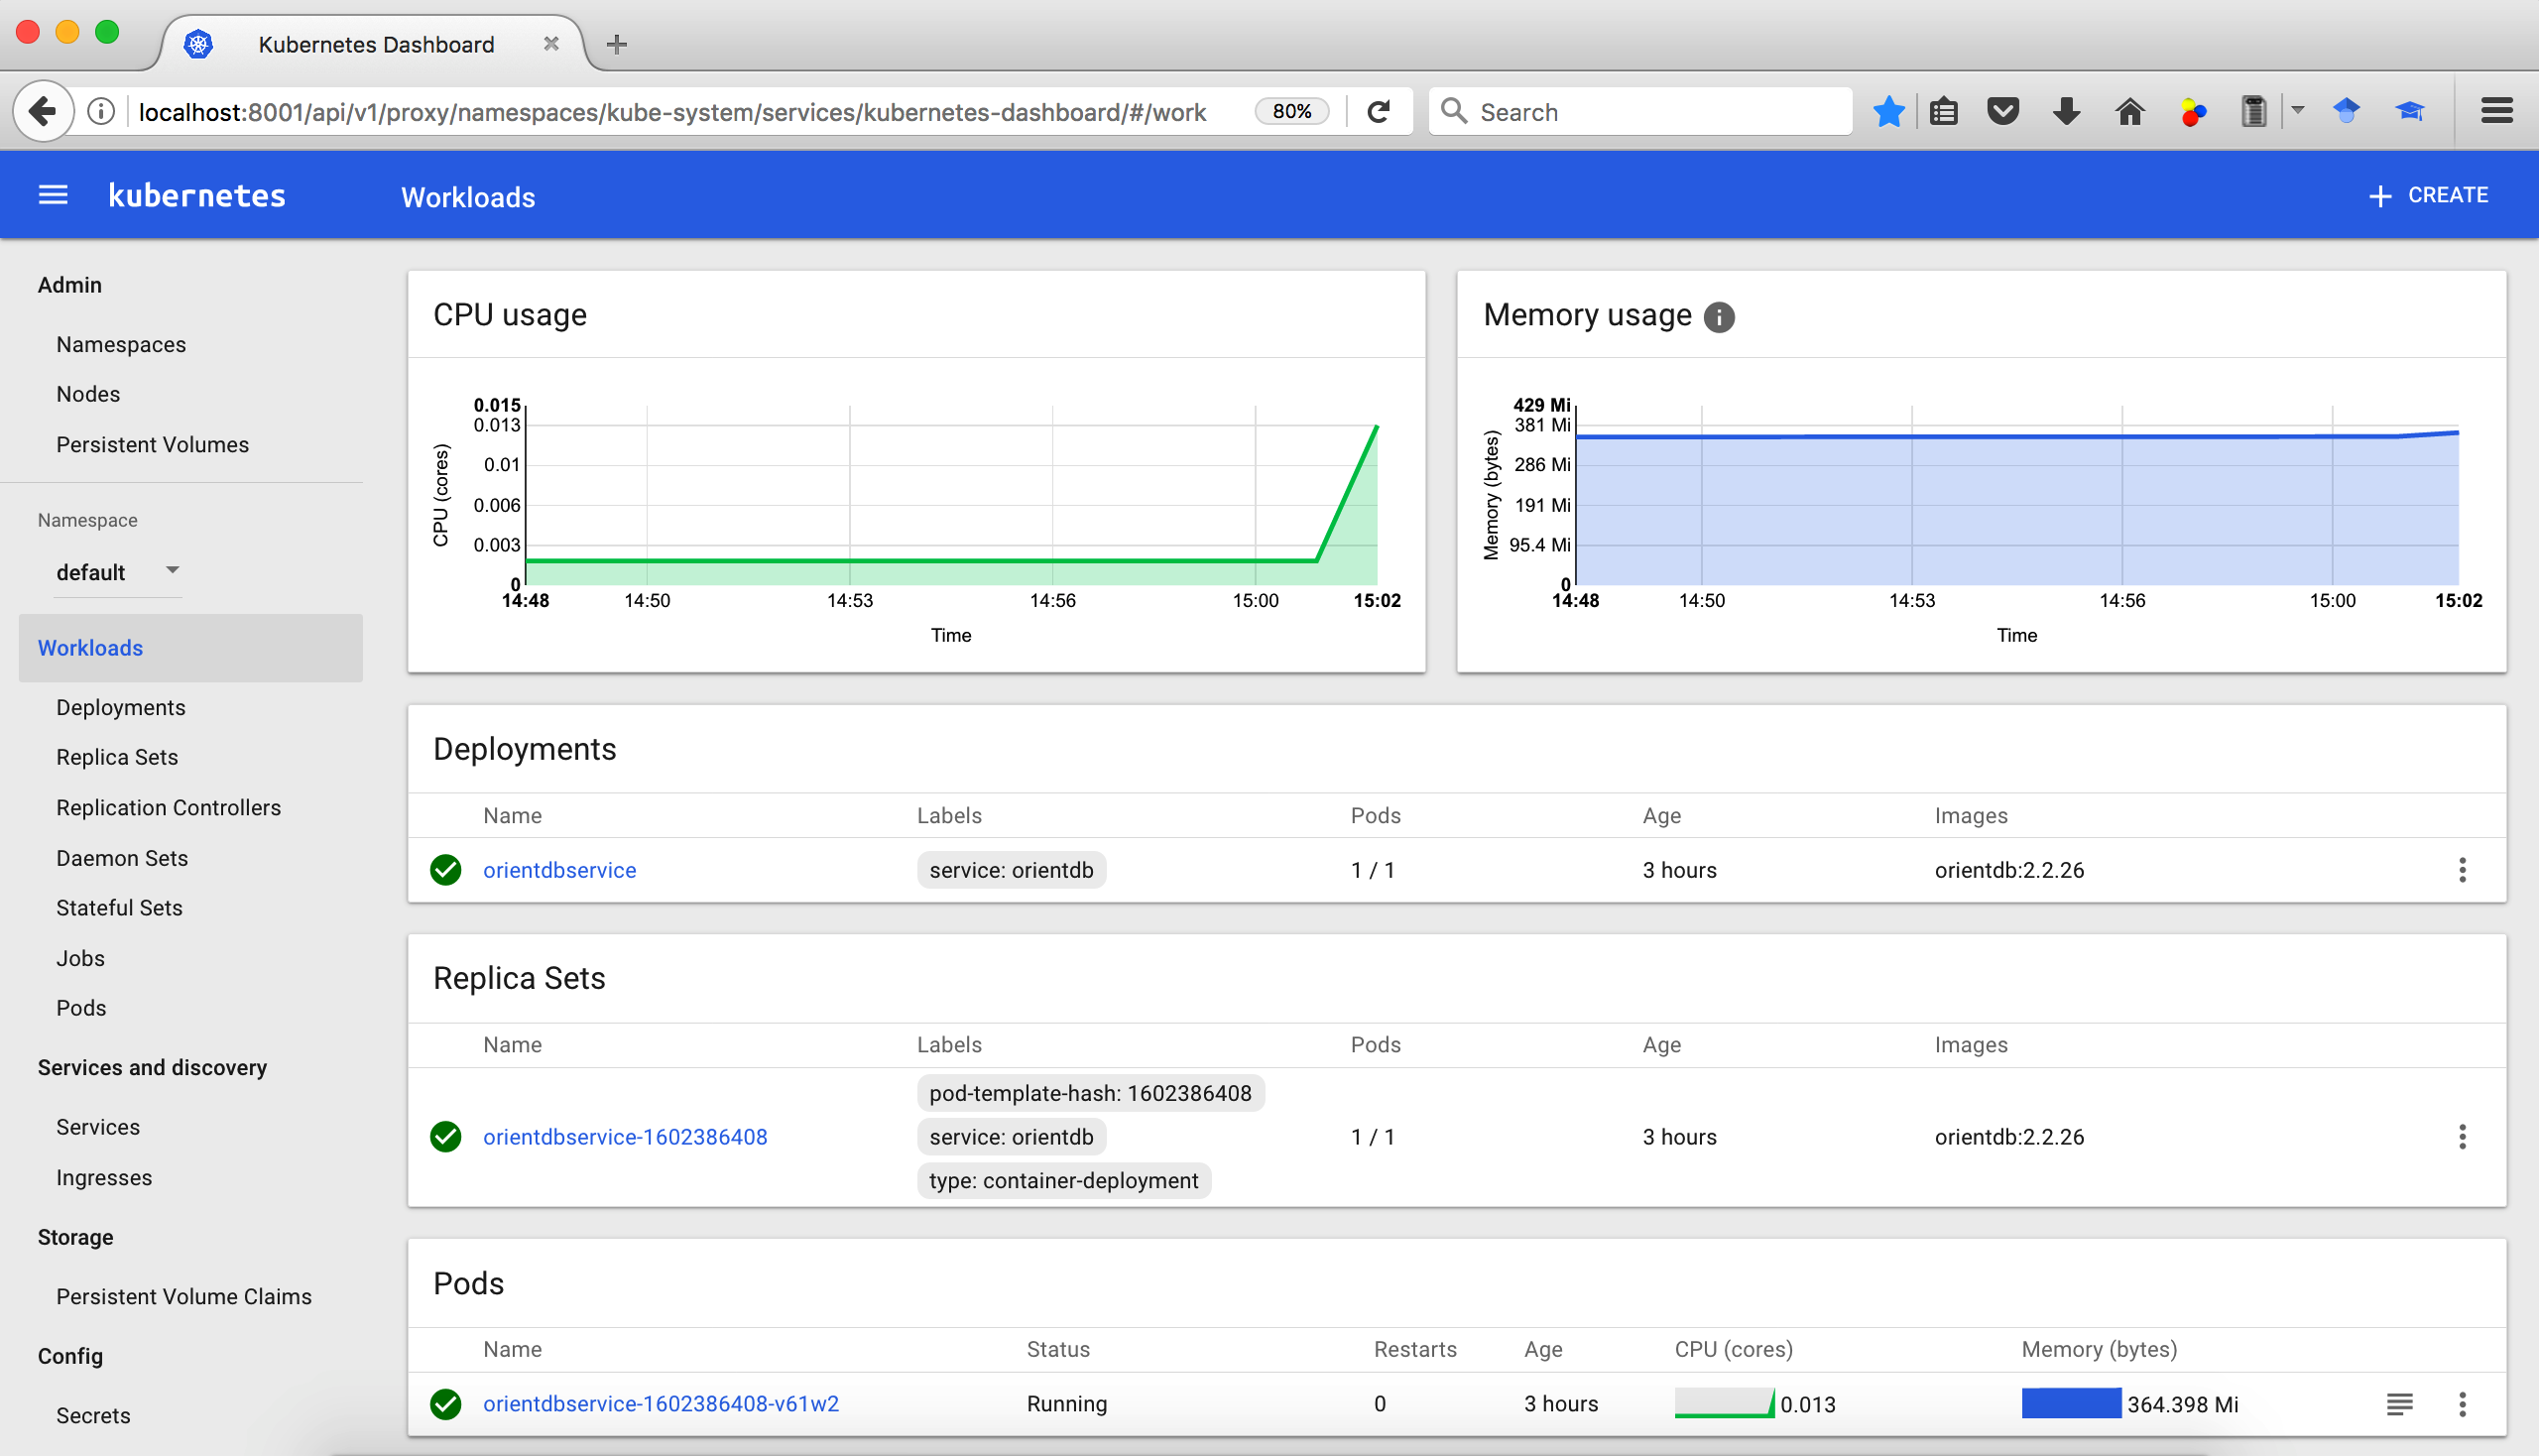 Kubernetes Dashboard
localhost:8001/api/v1/proxy/namespaces/kube-system/services/kubernetes-dashboard/#/work 80% Search
kubernetes Workloads CREATE
Admin
Namespaces
Nodes
Persistent Volumes
Namespace
default
Workloads
Deployments
Replica Sets
Replication Controllers
Daemon Sets
Stateful Sets
Jobs
Pods
Services and discovery
Services
Ingresses
Storage
Persistent Volume Claims
Config
Secrets
CPU usage
CPU (cores)
0.015
0.013
0.01
0.006
0.003
0
14:48 14:50 14:53 14:56 15:00 15:02
Time
Memory usage
Memory (bytes)
429 Mi
381 Mi
286 Mi
191 Mi
95.4 Mi
0
14:48 14:50 14:53 14:56 15:00 15:02
Time
Deployments
Name Labels Pods Age Images
orientdbservice service: orientdb 1 / 1 3 hours orientdb:2.2.26
Replica Sets
Name Labels Pods Age Images
pod-template-hash: 1602386408
orientdbservice-1602386408 service: orientdb 1 / 1 3 hours orientdb:2.2.26
type: container-deployment
Pods
Name Status Restarts Age CPU (cores) Memory (bytes)
orientdbservice-1602386408-v61w2 Running 0 3 hours 0.013 364.398 Mi